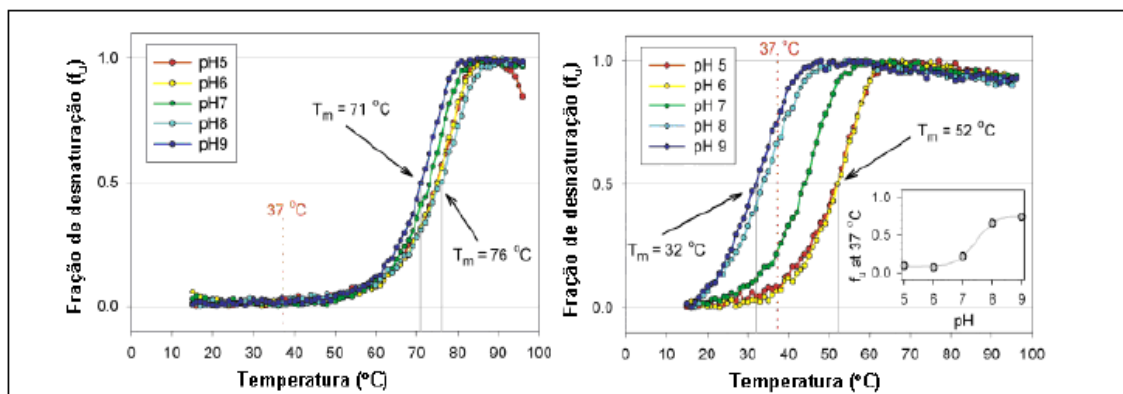 Fração de desnaturação (fᵤ)
1.0
0.5
0.0
pH5
pH6
pH7
pH8
pH9
Tₘ = 71 °C
37 °C
Tₘ = 76 °C
0 10 20 30 40 50 60 70 80 90 100
Temperatura (°C)
Fração de desnaturação (fᵤ)
1.0
0.5
0.0
37 °C
pH 5
pH 6
pH 7
pH 8
pH 9
Tₘ = 52 °C
Tₘ = 32 °C
fᵤ at 37 °C
1.0
0.5
0.0
5 6 7 8 9
pH
0 10 20 30 40 50 60 70 80 90 100
Temperatura (°C)